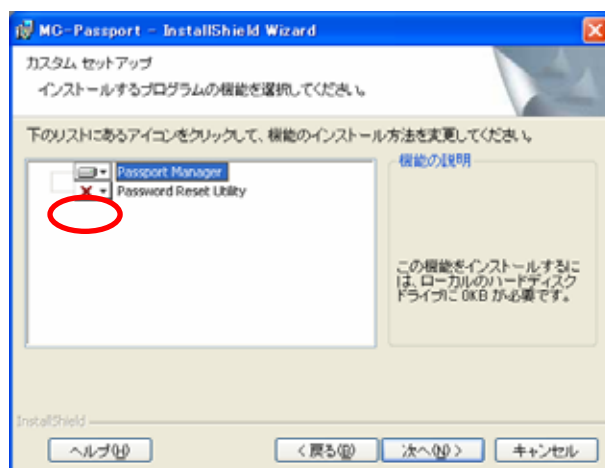 MC-Passport - InstallShield Wizard
カスタム セットアップ
インストールするプログラムの機能を選択してください。
下のリストにあるアイコンをクリックして、機能のインストール方法を変更してください。
Passport Manager
Password Reset Utility
機能の説明
この機能をインストールするに
は、ローカルのハードディスク
ドライブに 0KB が必要です。
InstallShield
ヘルプ(H)
< 戻る(B)
次へ(N) >
キャンセル